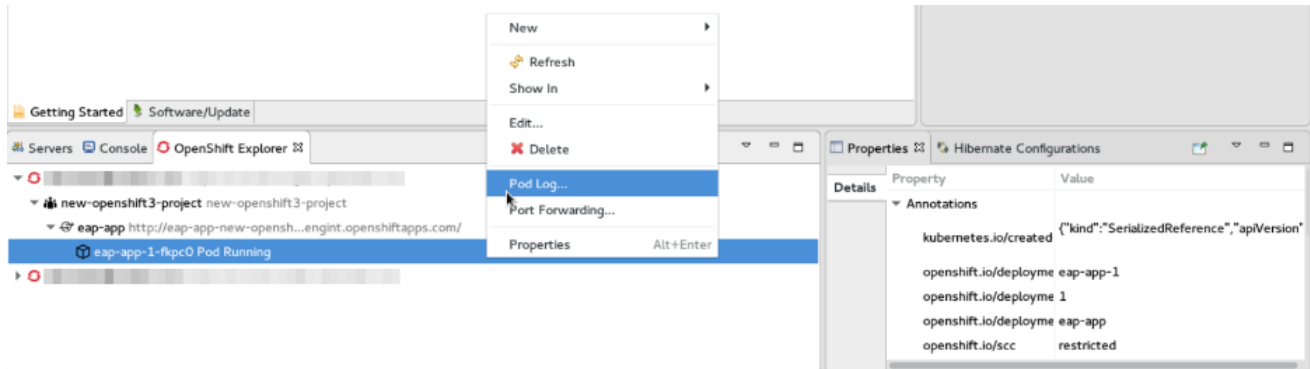 New
Refresh
Show In
Edit...
Delete
Pod Log...
Port Forwarding...
Properties Alt+Enter
Getting Started Software/Update
Servers Console OpenShift Explorer
new-openshift3-project new-openshift3-project
eap-app http://eap-app-new-opensh...engint.openshiftapps.com/
eap-app-1-fkpc0 Pod Running
Properties Hibernate Configurations
Details
Property Value
Annotations
kubernetes.io/created {"kind":"SerializedReference","apiVersion"
openshift.io/deployme eap-app-1
openshift.io/deployme 1
openshift.io/deployme eap-app
openshift.io/scc restricted